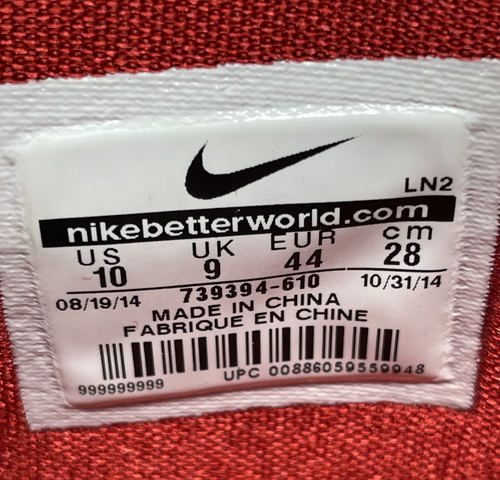 LN2
nikebetterworld.com
US UK EUR cm
10 9 44 28
08/19/14 739394-610 10/31/14
MADE IN CHINA
FABRIQUE EN CHINE
999999999 UPC 00886059559948